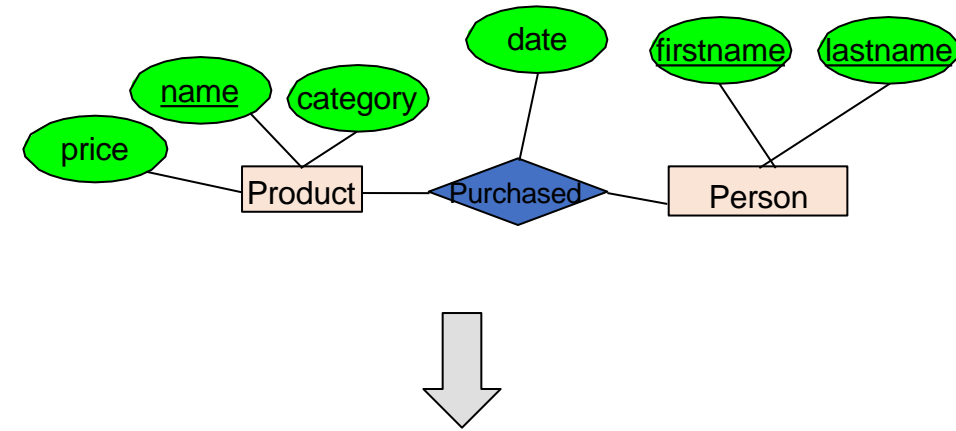 date
firstname
lastname
name
category
price
Product
Purchased
Person